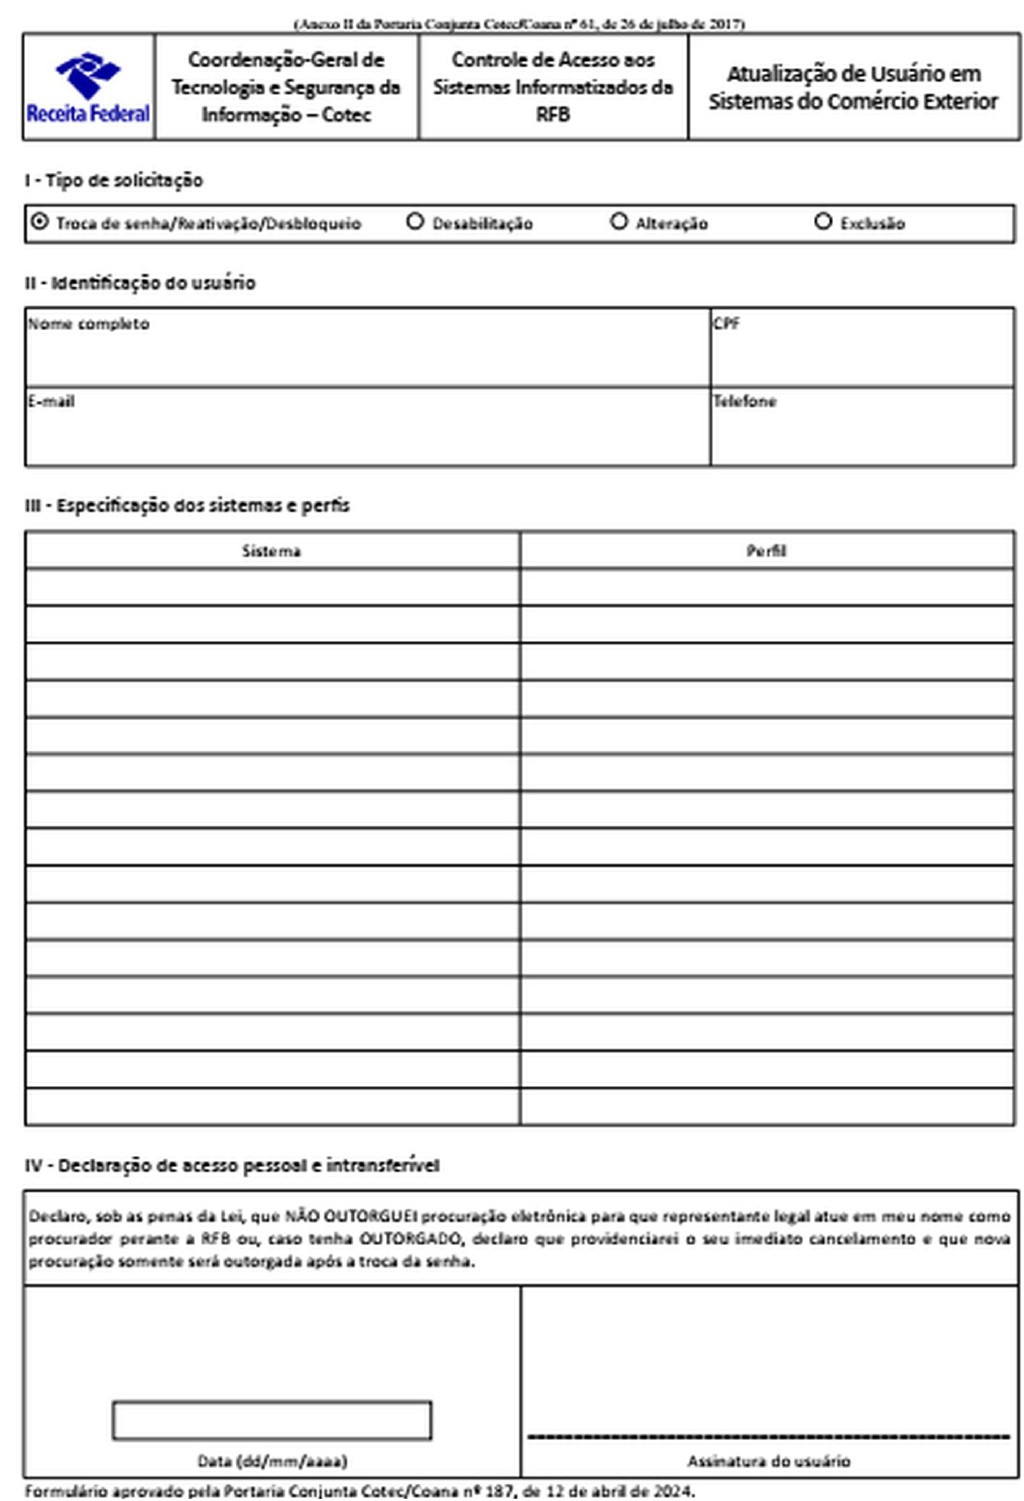 (Anexo II da Portaria Conjunta Cotec/Coana nº 61, de 26 de julho de 2017)
Receita Federal
Coordenação-Geral de
Tecnologia e Segurança da
Informação – Cotec
Controle de Acesso aos
Sistemas Informatizados da
RFB
Atualização de Usuário em
Sistemas do Comércio Exterior
I - Tipo de solicitação
Troca de senha/Reativação/Desbloqueio Desabilitação Alteração Exclusão
II - Identificação do usuário
Nome completo CPF
E-mail Telefone
III - Especificação dos sistemas e perfis
Sistema Perfil
IV - Declaração de acesso pessoal e intransferível
Declaro, sob as penas da Lei, que NÃO OUTORGUEI procuração eletrônica para que representante legal atue em meu nome como
procurador perante a RFB ou, caso tenha OUTORGADO, declaro que providenciarei o seu imediato cancelamento e que nova
procuração somente será outorgada após a troca da senha.
Data (dd/mm/aaaa) Assinatura do usuário
Formulário aprovado pela Portaria Conjunta Cotec/Coana nº 187, de 12 de abril de 2024.